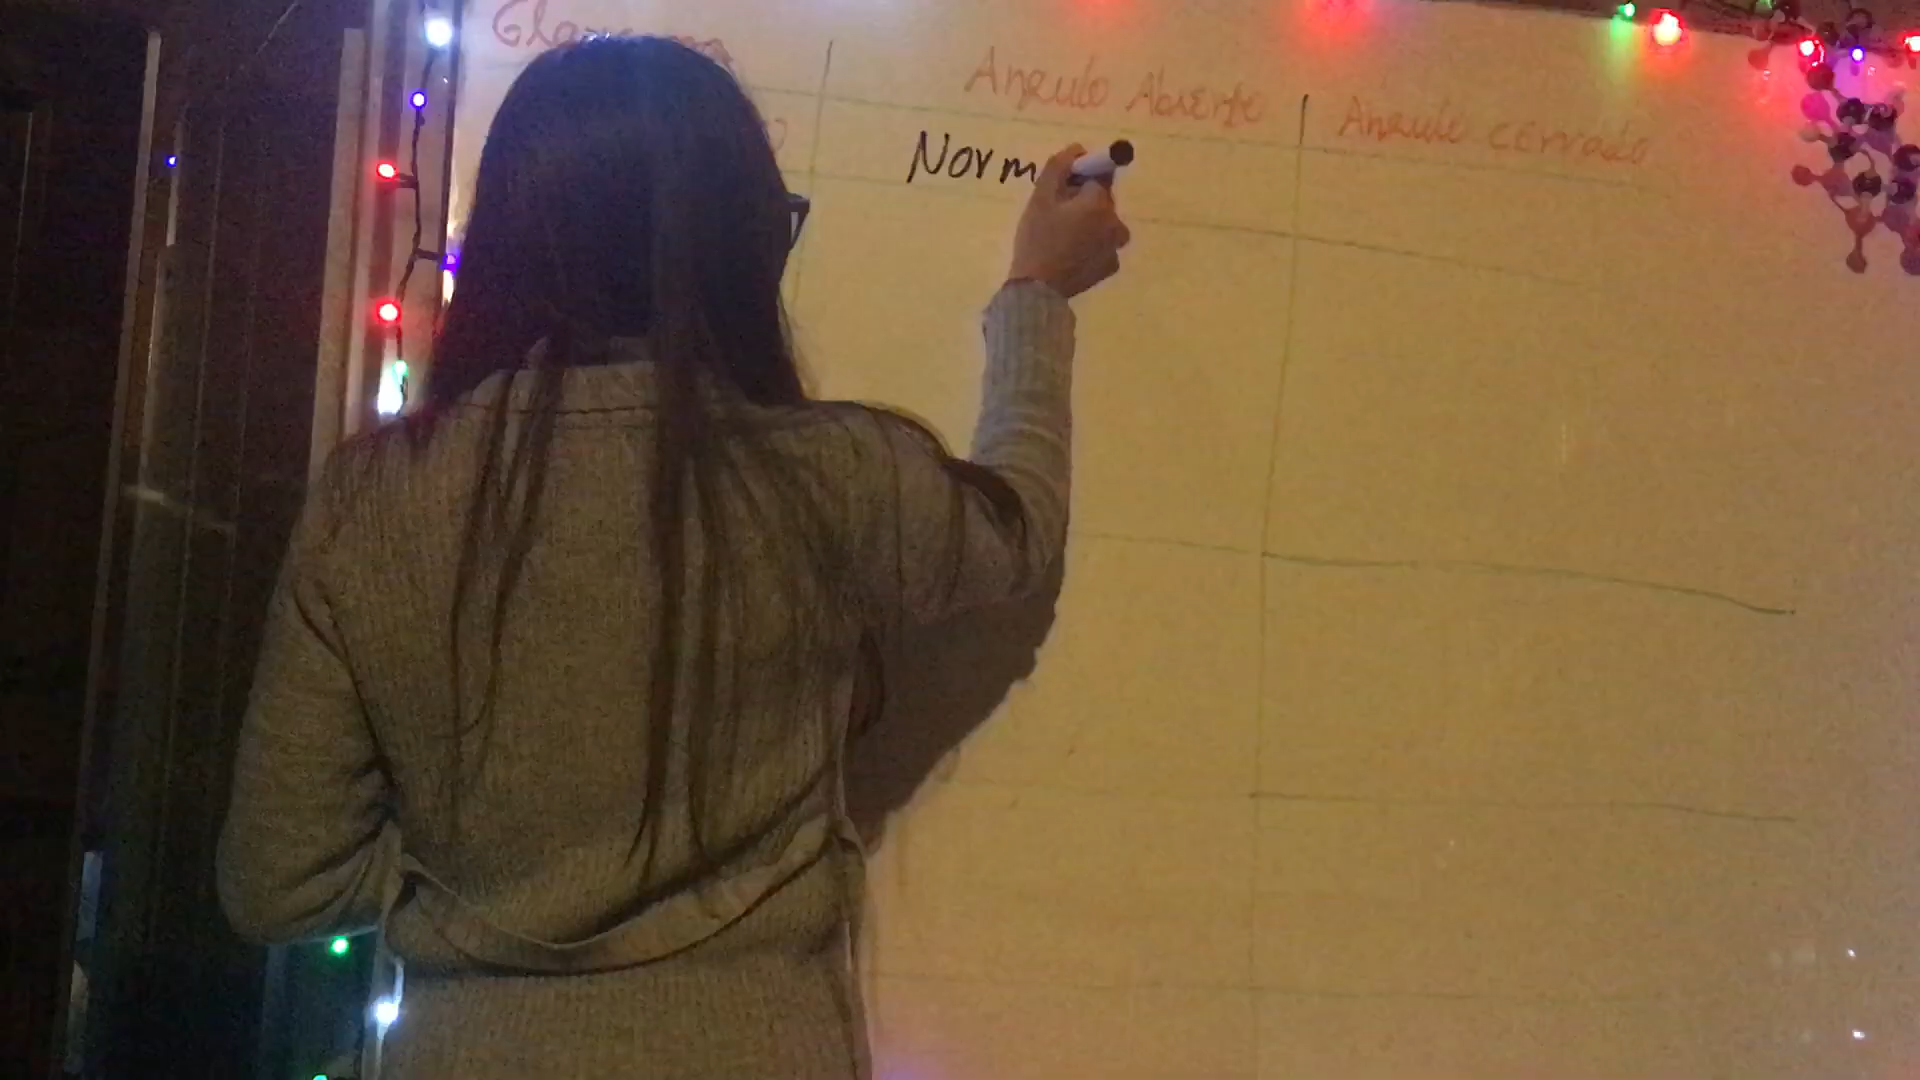 Glaucoma
Angulo Abierto
Angulo cerrado
Norm